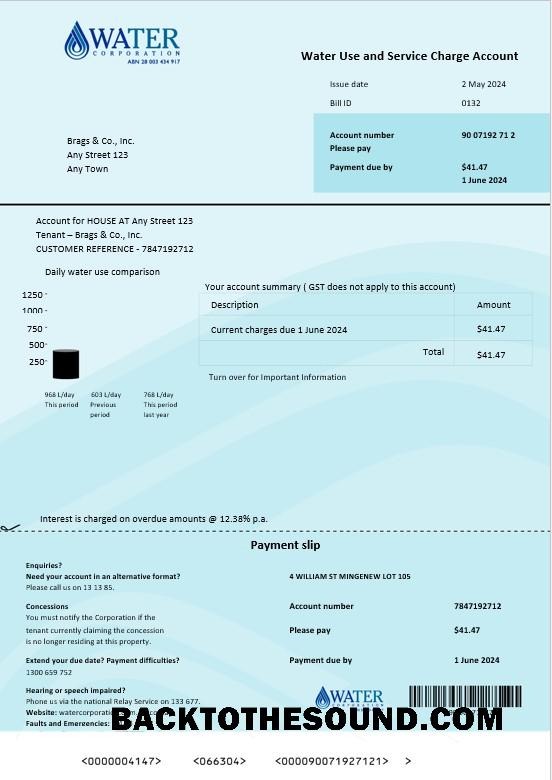 WATER
CORPORATION
ABN 28 003 434 917
Water Use and Service Charge Account
Issue date 2 May 2024
Bill ID 0132
Account number 90 07192 71 2
Please pay
Payment due by $41.47
1 June 2024
Brags & Co., Inc.
Any Street 123
Any Town
Account for HOUSE AT Any Street 123
Tenant – Brags & Co., Inc.
CUSTOMER REFERENCE - 7847192712
Daily water use comparison
1250
1000
750
500
250
968 L/day 603 L/day 768 L/day
This period Previous This period
period last year
Your account summary ( GST does not apply to this account)
Description Amount
Current charges due 1 June 2024 $41.47
Total $41.47
Turn over for Important Information
Interest is charged on overdue amounts @ 12.38% p.a.
Payment slip
Enquiries?
Need your account in an alternative format?
Please call us on 13 13 85.
Concessions
You must notify the Corporation if the
tenant currently claiming the concession
is no longer residing at this property.
Extend your due date? Payment difficulties?
1300 659 752
Hearing or speech impaired?
Phone us via the national Relay Service on 133 677.
Website:
Faults and Emergencies:
4 WILLIAM ST MINGENEW LOT 105
Account number 7847192712
Please pay $41.47
Payment due by 1 June 2024
WATER
CORPORATION
BACKTOTHESOUND.COM
<0000004147> <066304> <000090071927121> >